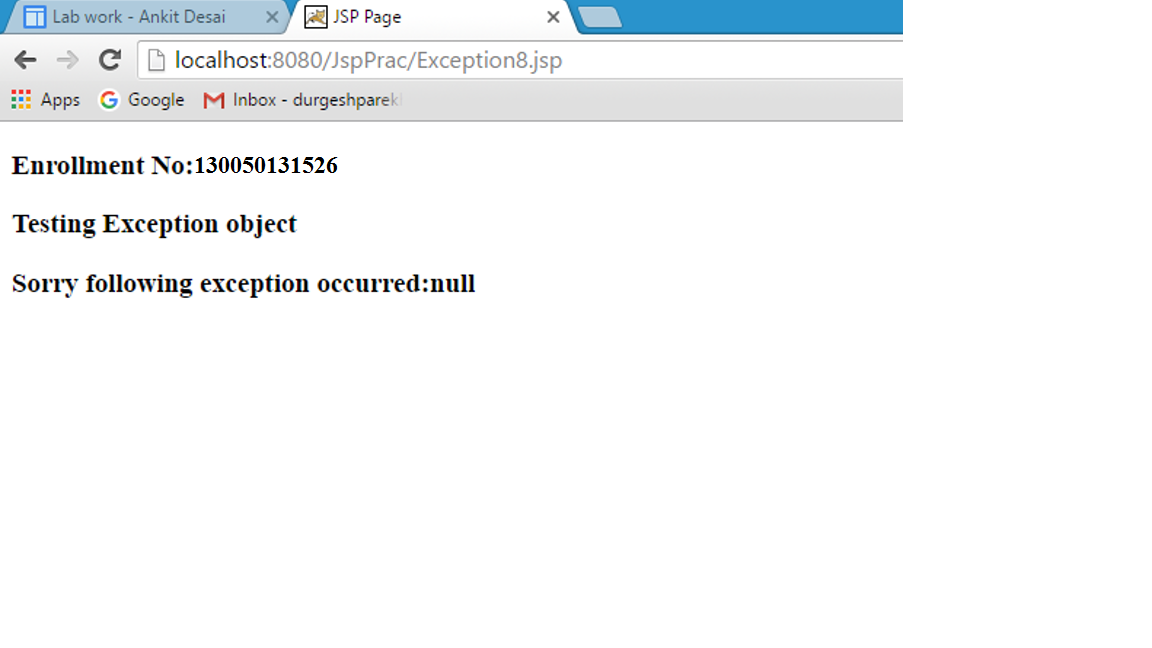 Lab work - Ankit Desai
JSP Page
localhost:8080/JspPrac/Exception8.jsp
Apps Google Inbox - durgeshparek
Enrollment No:130050131526
Testing Exception object
Sorry following exception occurred:null